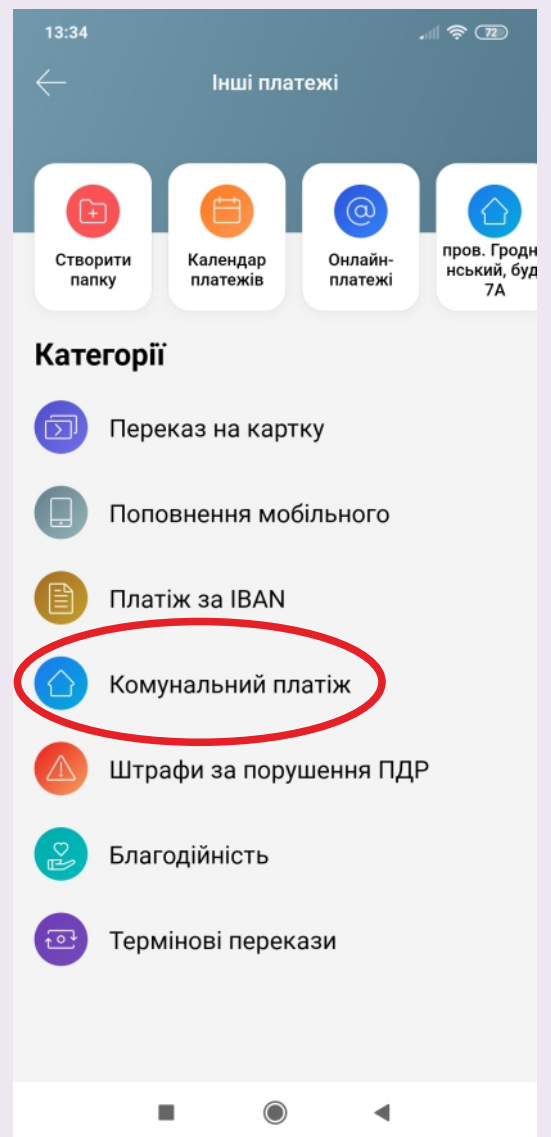 13:34
72
Інші платежі
Створити
папку
Календар
платежів
Онлайн-
платежі
пров. Гродн
нський, буд
7А
Категорії
Переказ на картку
Поповнення мобільного
Платіж за IBAN
Комунальний платіж
Штрафи за порушення ПДР
Благодійність
Термінові перекази